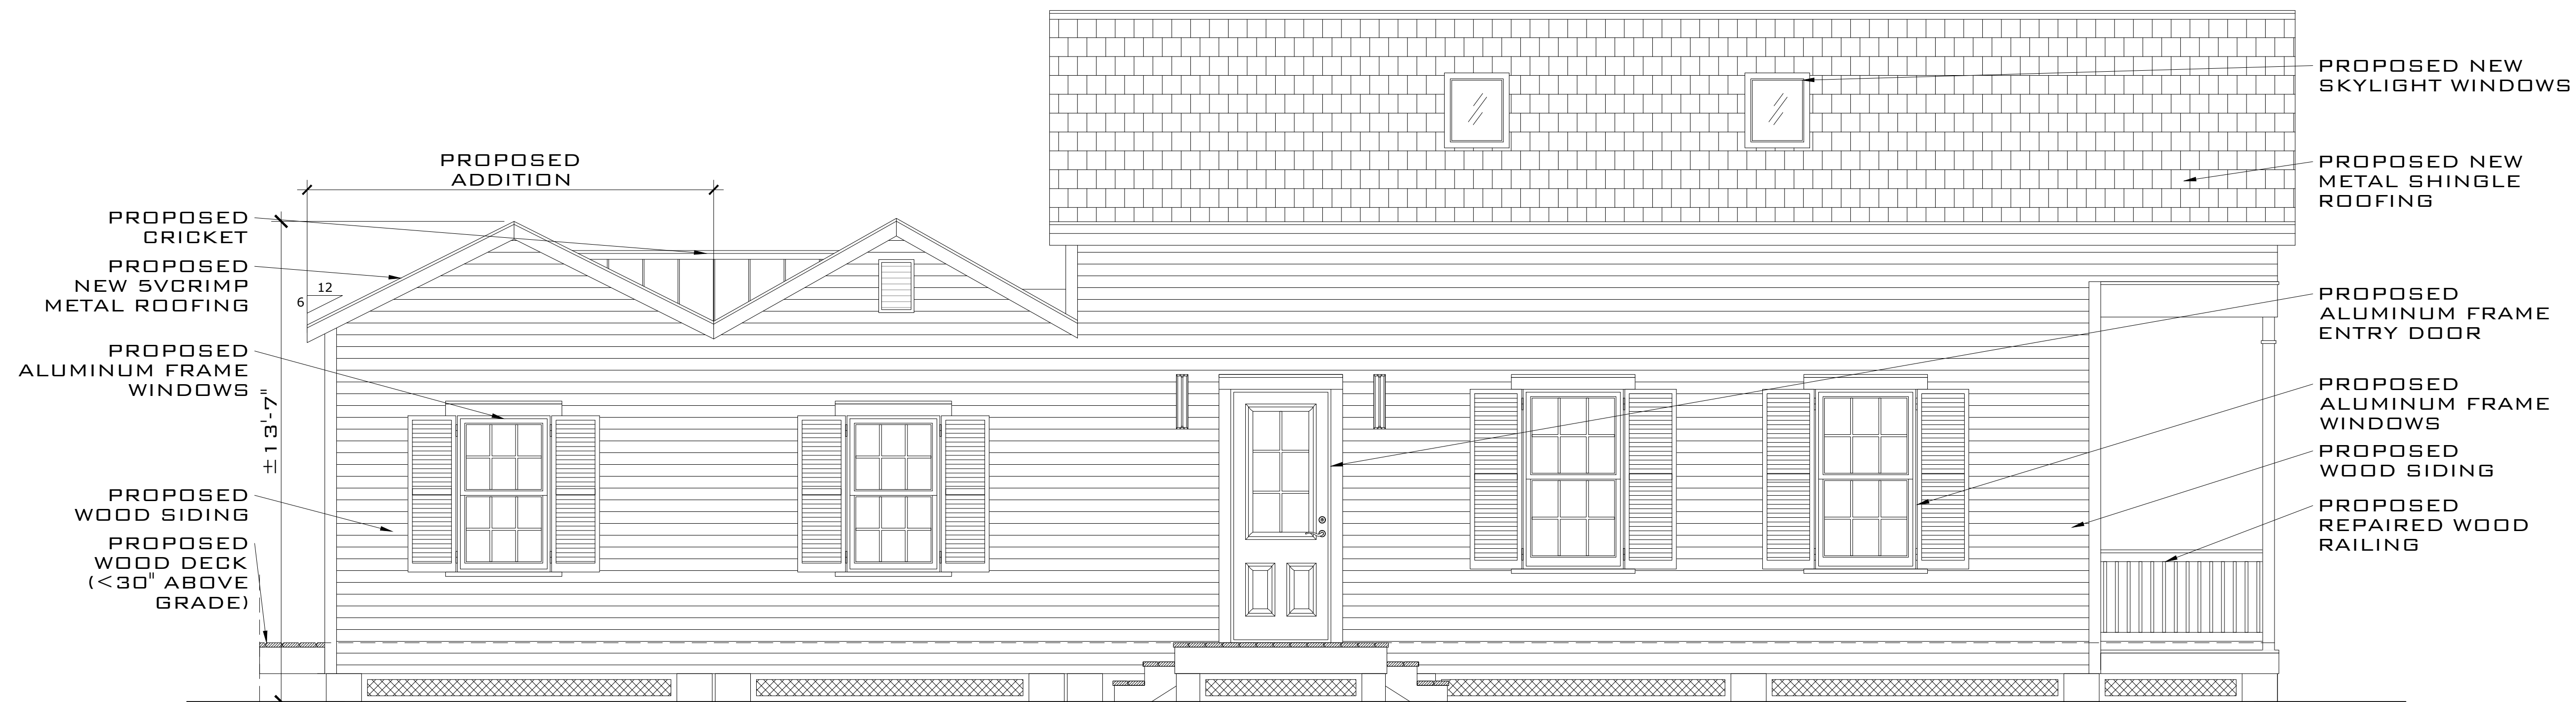 PROPOSED
ADDITION
PROPOSED
CRICKET
PROPOSED
NEW 5VCRIMP
METAL ROOFING
12
6
PROPOSED
ALUMINUM FRAME
WINDOWS
±13'-7"
PROPOSED
WOOD SIDING
PROPOSED
WOOD DECK
(<30" ABOVE
GRADE)
PROPOSED NEW
SKYLIGHT WINDOWS
PROPOSED NEW
METAL SHINGLE
ROOFING
PROPOSED
ALUMINUM FRAME
ENTRY DOOR
PROPOSED
ALUMINUM FRAME
WINDOWS
PROPOSED
WOOD SIDING
PROPOSED
REPAIRED WOOD
RAILING